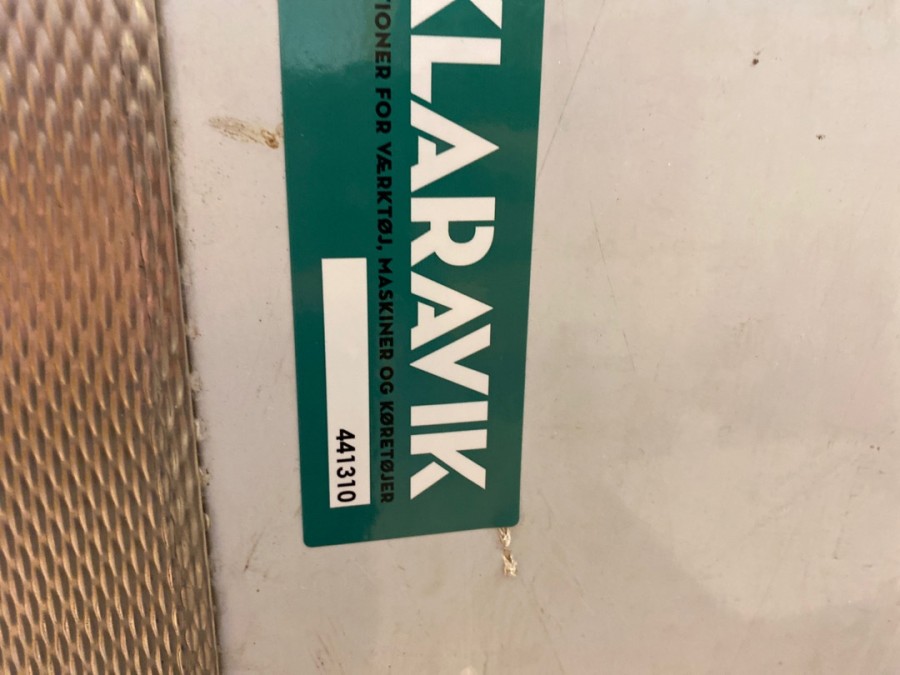 KLARAVIK
TIONER FOR VÆRKTØJ, MASKINER OG KØRETØJER
441310